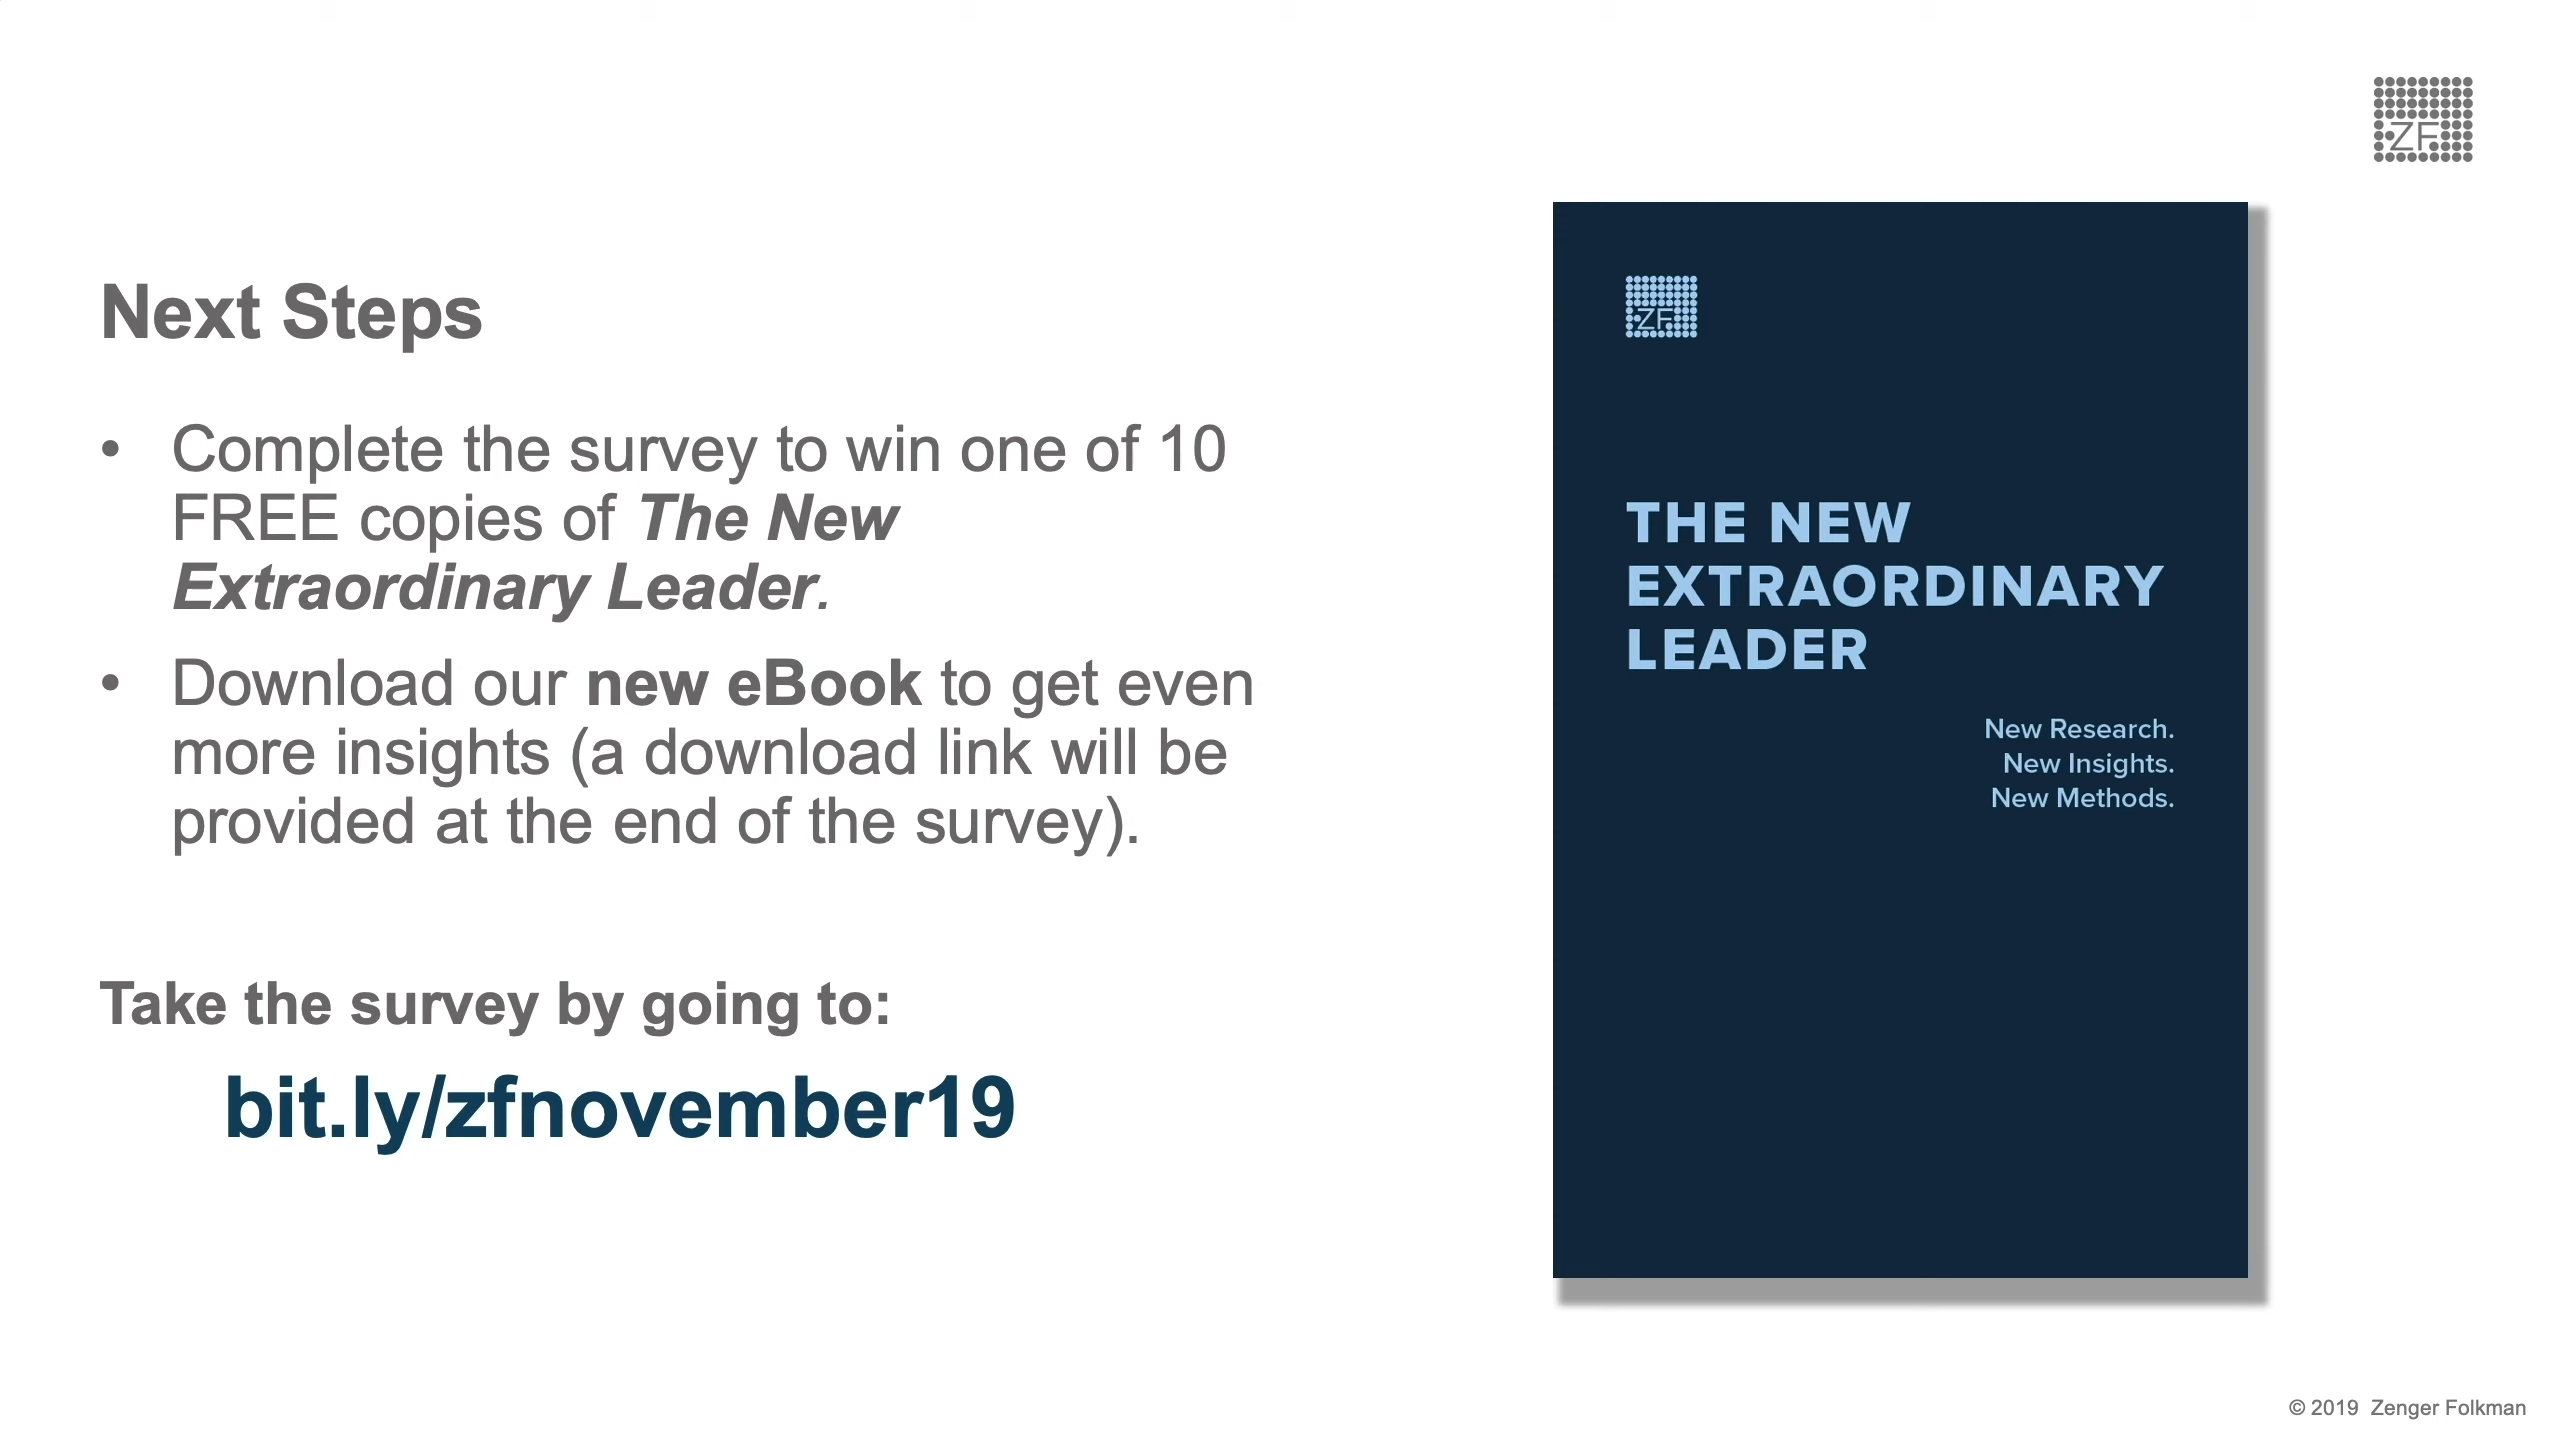 ZF
Next Steps
• Complete the survey to win one of 10
FREE copies of The New
Extraordinary Leader.
• Download our new eBook to get even
more insights (a download link will be
provided at the end of the survey).
Take the survey by going to:
bit.ly/zfnovember19
ZF
THE NEW
EXTRAORDINARY
LEADER
New Research.
New Insights.
New Methods.
© 2019 Zenger Folkman